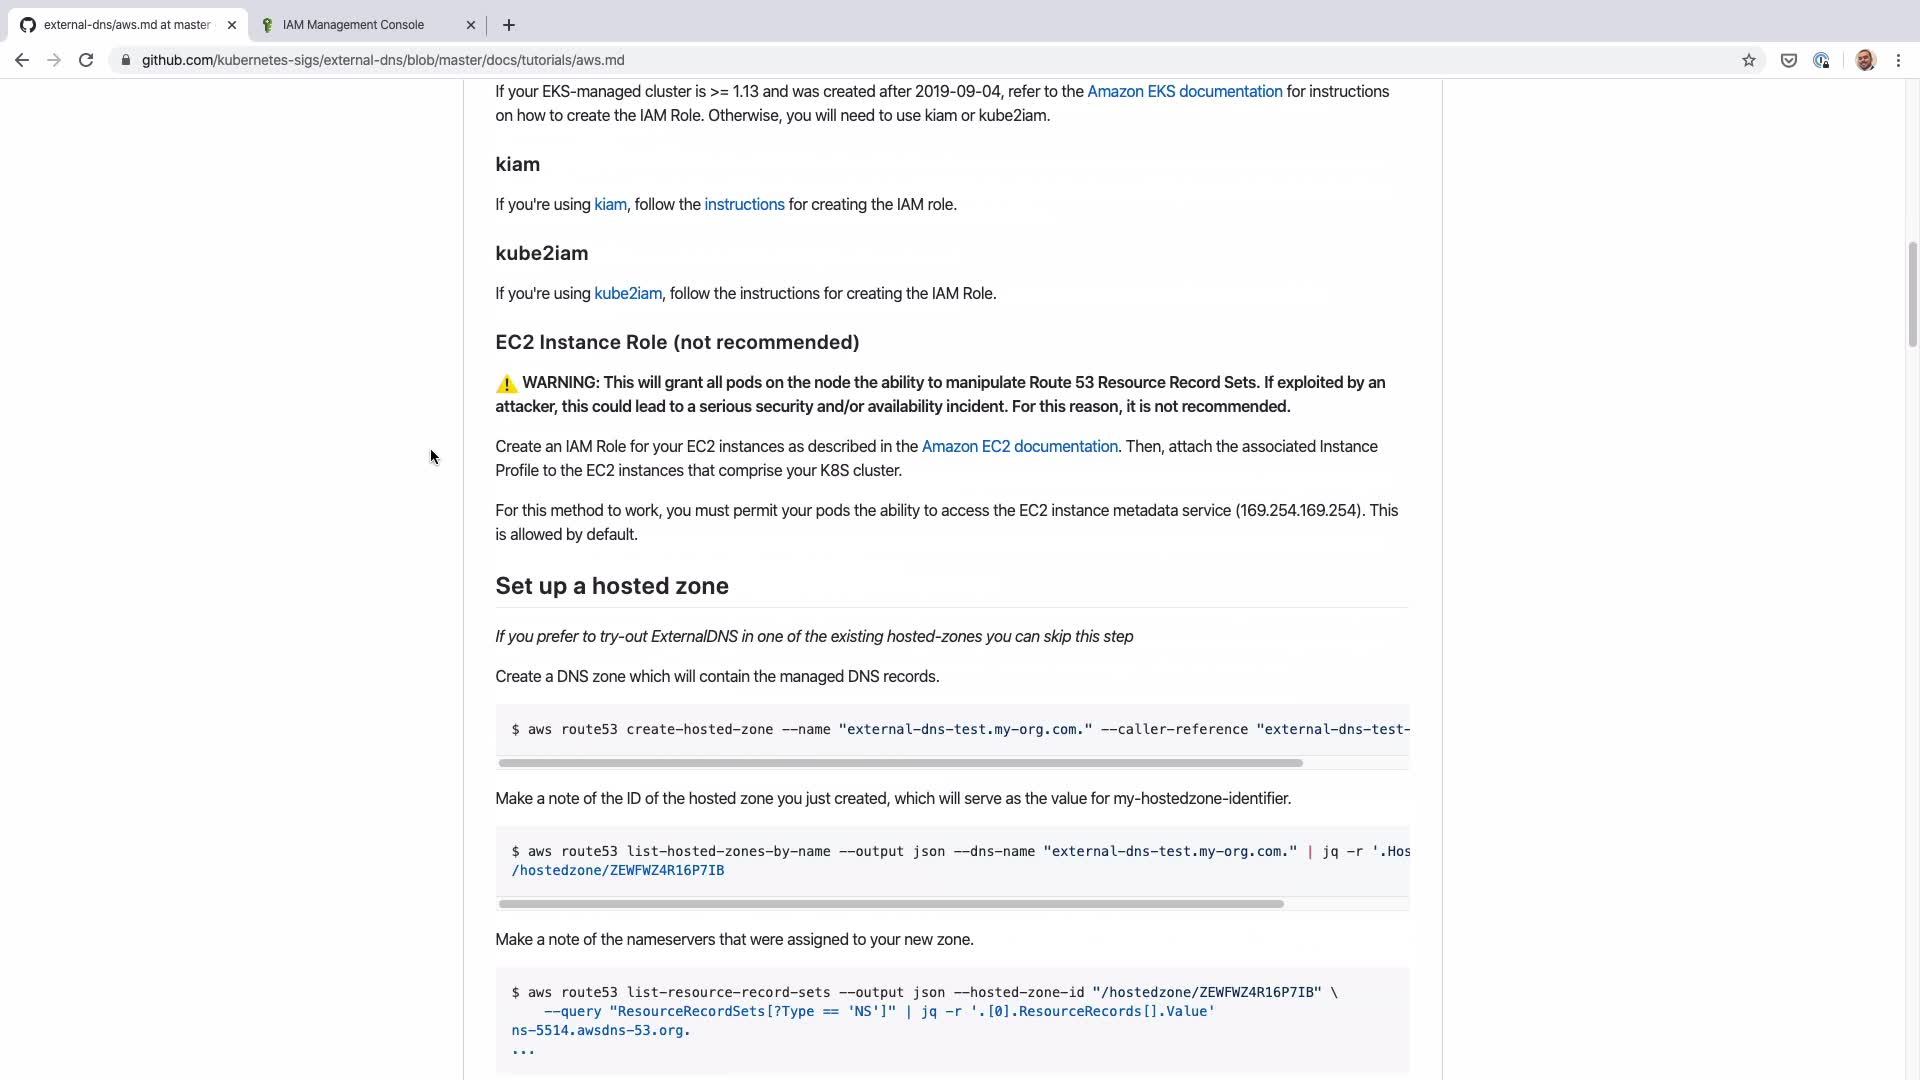 external-dns/aws.md at master
IAM Management Console
github.com/kubernetes-sigs/external-dns/blob/master/docs/tutorials/aws.md
If your EKS-managed cluster is >= 1.13 and was created after 2019-09-04, refer to the Amazon EKS documentation for instructions
on how to create the IAM Role. Otherwise, you will need to use kiam or kube2iam.
kiam
If you're using kiam, follow the instructions for creating the IAM role.
kube2iam
If you're using kube2iam, follow the instructions for creating the IAM Role.
EC2 Instance Role (not recommended)
⚠ WARNING: This will grant all pods on the node the ability to manipulate Route 53 Resource Record Sets. If exploited by an
attacker, this could lead to a serious security and/or availability incident. For this reason, it is not recommended.
Create an IAM Role for your EC2 instances as described in the Amazon EC2 documentation. Then, attach the associated Instance
Profile to the EC2 instances that comprise your K8S cluster.
For this method to work, you must permit your pods the ability to access the EC2 instance metadata service (169.254.169.254). This
is allowed by default.
Set up a hosted zone
If you prefer to try-out ExternalDNS in one of the existing hosted-zones you can skip this step
Create a DNS zone which will contain the managed DNS records.
$ aws route53 create-hosted-zone --name "external-dns-test.my-org.com." --caller-reference "external-dns-test-
Make a note of the ID of the hosted zone you just created, which will serve as the value for my-hostedzone-identifier.
$ aws route53 list-hosted-zones-by-name --output json --dns-name "external-dns-test.my-org.com." | jq -r '.Hos
/hostedzone/ZEWFWZ4R16P7IB
Make a note of the nameservers that were assigned to your new zone.
$ aws route53 list-resource-record-sets --output json --hosted-zone-id "/hostedzone/ZEWFWZ4R16P7IB" \
--query "ResourceRecordSets[?Type == 'NS']" | jq -r '.[0].ResourceRecords[].Value'
ns-5514.awsdns-53.org.
...